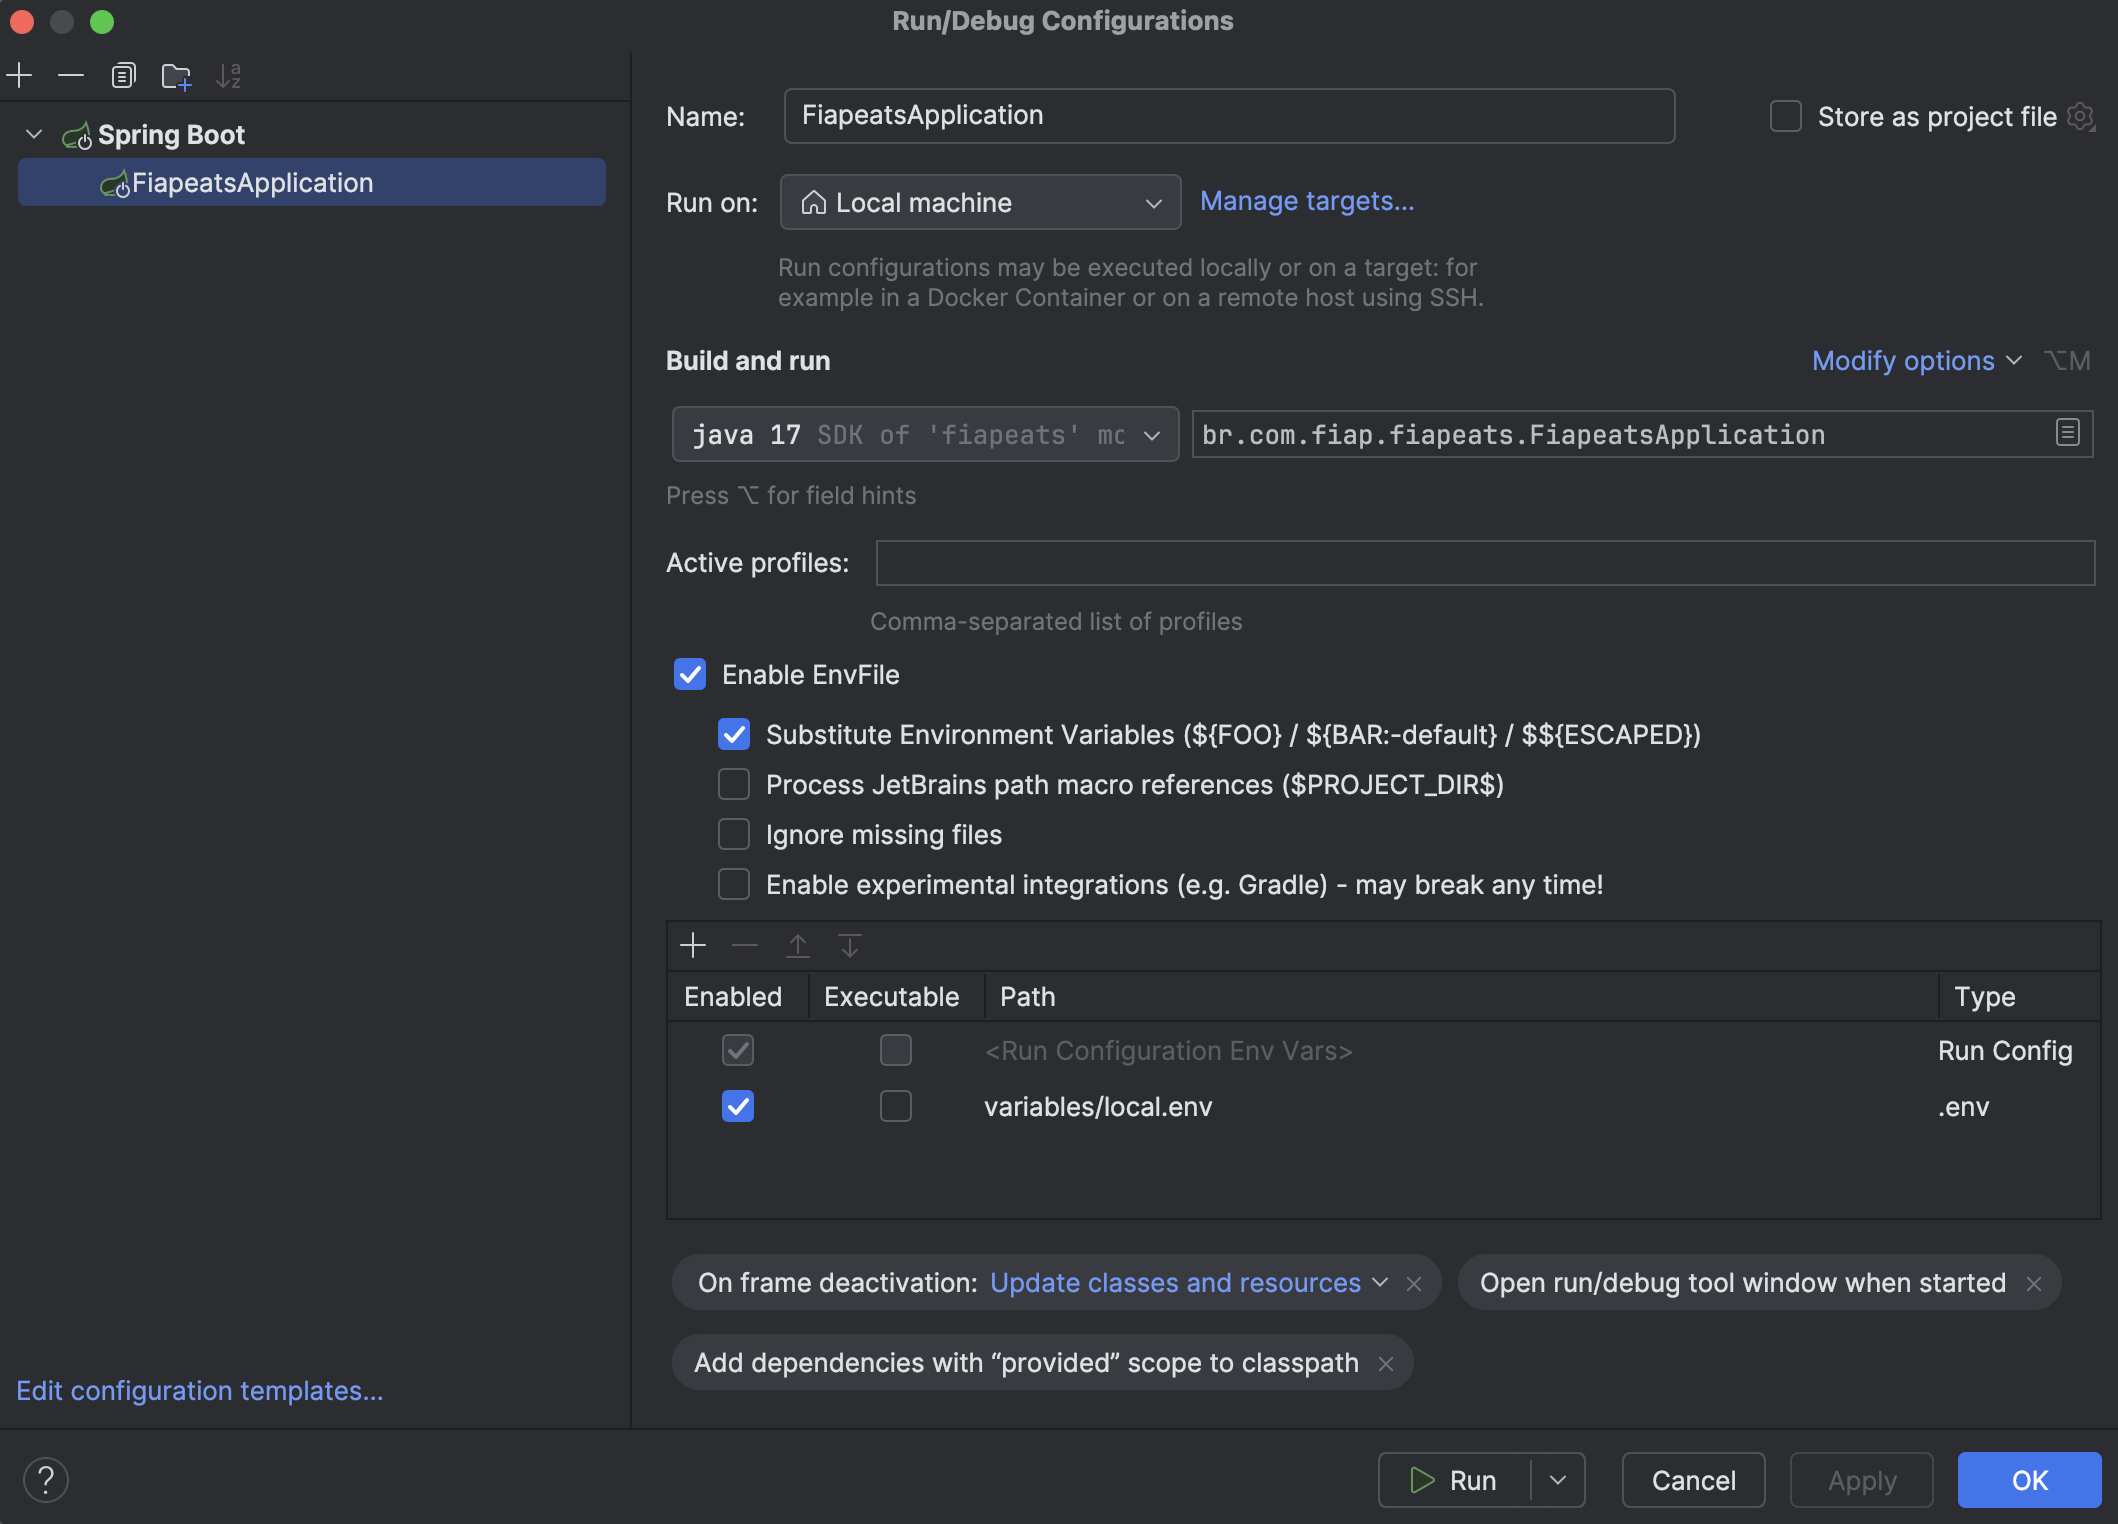 Run/Debug Configurations
Spring Boot
FiapeatsApplication
Edit configuration templates...
Name: FiapeatsApplication
Store as project file
Run on: Local machine Manage targets...
Run configurations may be executed locally or on a target: for
example in a Docker Container or on a remote host using SSH.
Build and run
Modify options ⌥M
java 17 SDK of 'fiapeats' mo
br.com.fiap.fiapeats.FiapeatsApplication
Press ⌥ for field hints
Active profiles:
Comma-separated list of profiles
Enable EnvFile
Substitute Environment Variables (${FOO} / ${BAR:-default} / $${ESCAPED})
Process JetBrains path macro references ($PROJECT_DIR$)
Ignore missing files
Enable experimental integrations (e.g. Gradle) - may break any time!
Enabled Executable Path Type
<Run Configuration Env Vars> Run Config
variables/local.env .env
On frame deactivation: Update classes and resources
Open run/debug tool window when started
Add dependencies with “provided” scope to classpath
?
Run
Cancel
Apply
OK